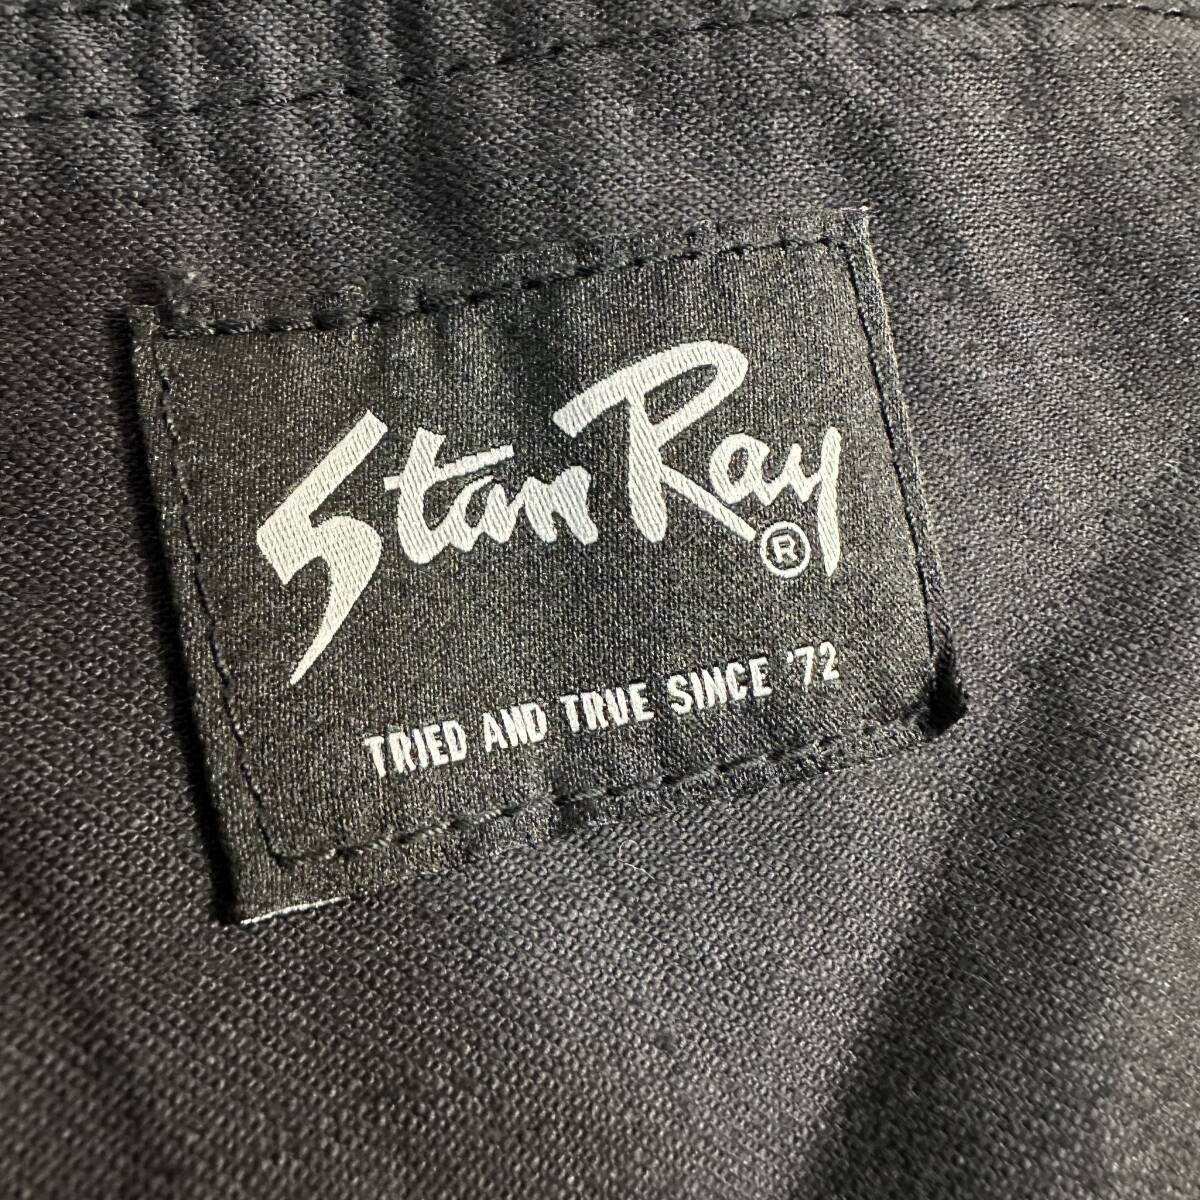 Stan Ray ®
TRIED AND TRUE SINCE '72